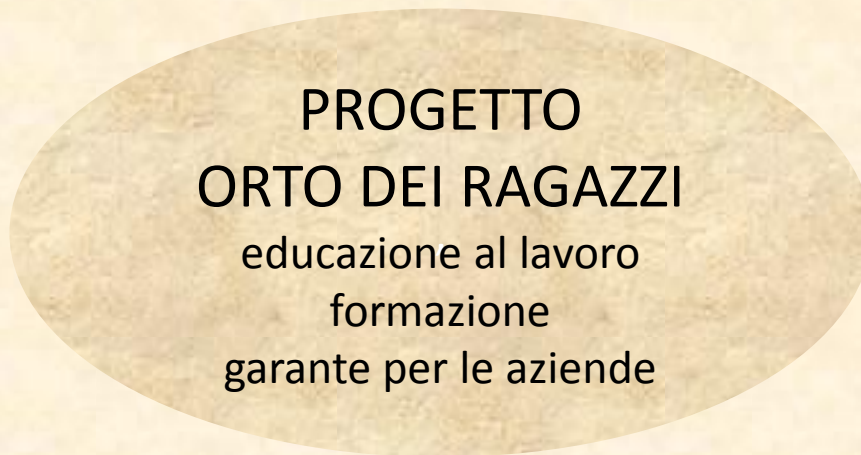 PROGETTO
ORTO DEI RAGAZZI
educazione al lavoro
formazione
garante per le aziende